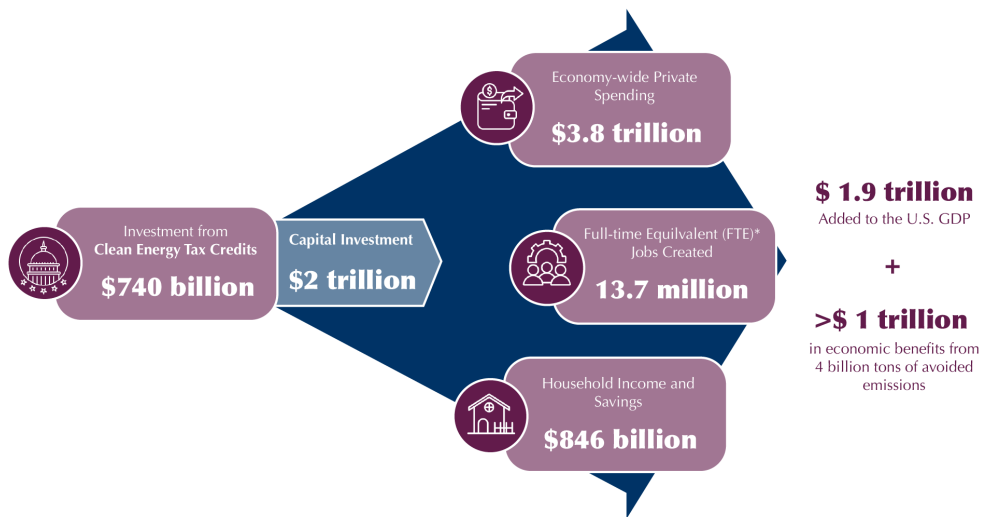 Investment from
Clean Energy Tax Credits
$740 billion
Capital Investment
$2 trillion
Economy-wide Private
Spending
$3.8 trillion
Full-time Equilvalent (FTE)*
Jobs Created
13.7 million
Household Income and
Savings
$846 billion
$ 1.9 trillion
Added to the U.S. GDP
+
>$ 1 trillion
in economic benefits from
4 billion tons of avoided
emissions